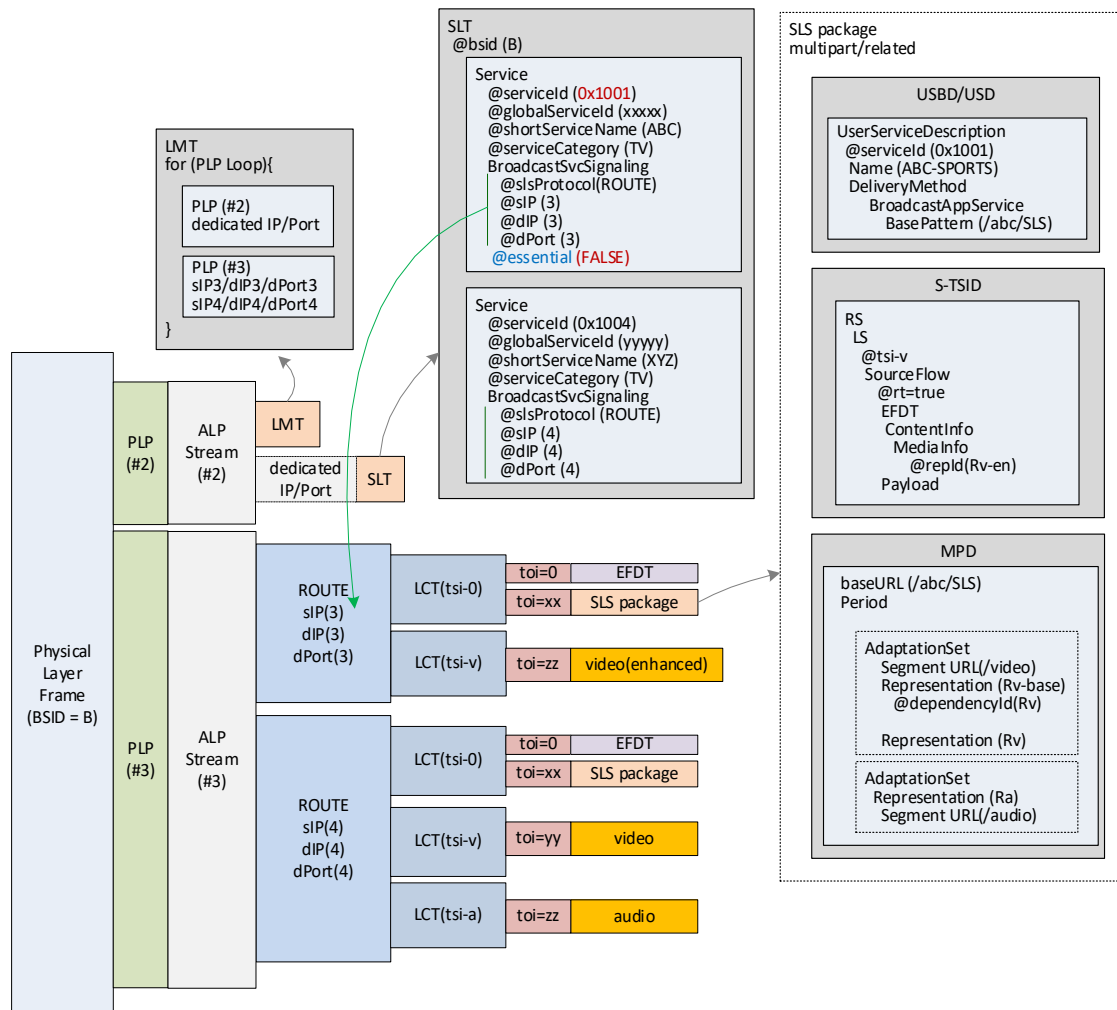 SLT
@bsid (B)
Service
@serviceId (0x1001)
@globalServiceId (xxxxx)
@shortServiceName (ABC)
@serviceCategory (TV)
BroadcastSvcSignaling
@slsProtocol(ROUTE)
@sIP (3)
@dIP (3)
@dPort (3)
@essential (FALSE)
Service
@serviceId (0x1004)
@globalServiceId (yyyyy)
@shortServiceName (XYZ)
@serviceCategory (TV)
BroadcastSvcSignaling
@slsProtocol (ROUTE)
@sIP (4)
@dIP (4)
@dPort (4)
LMT
for (PLP Loop){
PLP (#2)
dedicated IP/Port
PLP (#3)
sIP3/dIP3/dPort3
sIP4/dIP4/dPort4
}
SLS package
multipart/related
USBD/USD
UserServiceDescription
@serviceId (0x1001)
Name (ABC-SPORTS)
DeliveryMethod
BroadcastAppService
BasePattern (/abc/SLS)
S-TSID
RS
LS
@tsi-v
SourceFlow
@rt=true
EFDT
ContentInfo
MediaInfo
@repId(Rv-en)
Payload
MPD
baseURL (/abc/SLS)
Period
AdaptationSet
Segment URL(/video)
Representation (Rv-base)
@dependencyId(Rv)
Representation (Rv)
AdaptationSet
Representation (Ra)
Segment URL(/audio)
Physical
Layer
Frame
(BSID = B)
PLP
(#2)
ALP
Stream
(#2)
LMT
dedicated
IP/Port
SLT
PLP
(#3)
ALP
Stream
(#3)
ROUTE
sIP(3)
dIP(3)
dPort(3)
LCT(tsi-0)
toi=0
EFDT
toi=xx
SLS package
LCT(tsi-v)
toi=zz
video(enhanced)
ROUTE
sIP(4)
dIP(4)
dPort(4)
LCT(tsi-0)
toi=0
EFDT
toi=xx
SLS package
LCT(tsi-v)
toi=yy
video
LCT(tsi-a)
toi=zz
audio